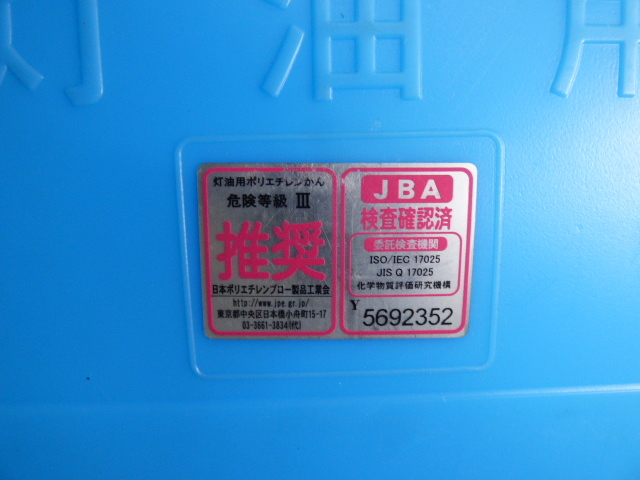 灯油用
灯油用ポリエチレンかん
危険等級 Ⅲ
推奨
日本ポリエチレンブロー製品工業会
http://www.jpe.gr.jp/
東京都中央区日本橋小舟町15-17
03-3661-3834(代)
JBA
検査確認済
委託検査機関
ISO/IEC 17025
JIS Q 17025
化学物質評価研究機構
Y 5692352